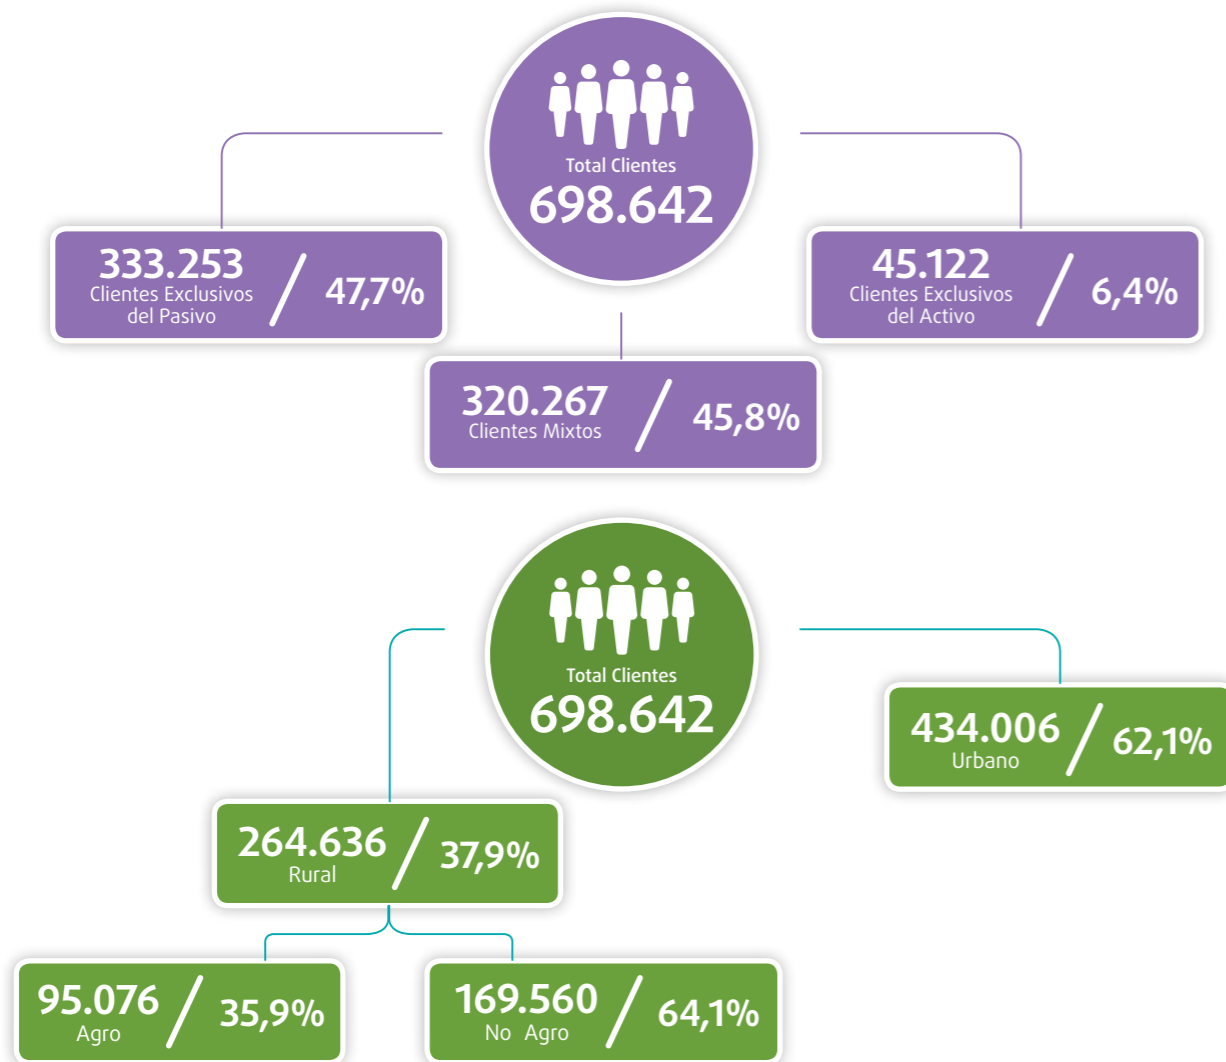 Total Clientes
698.642
333.253
Clientes Exclusivos
del Pasivo
47,7%
45.122
Clientes Exclusivos
del Activo
6,4%
320.267
Clientes Mixtos
45,8%
Total Clientes
698.642
434.006
Urbano
62,1%
264.636
Rural
37,9%
95.076
Agro
35,9%
169.560
No Agro
64,1%